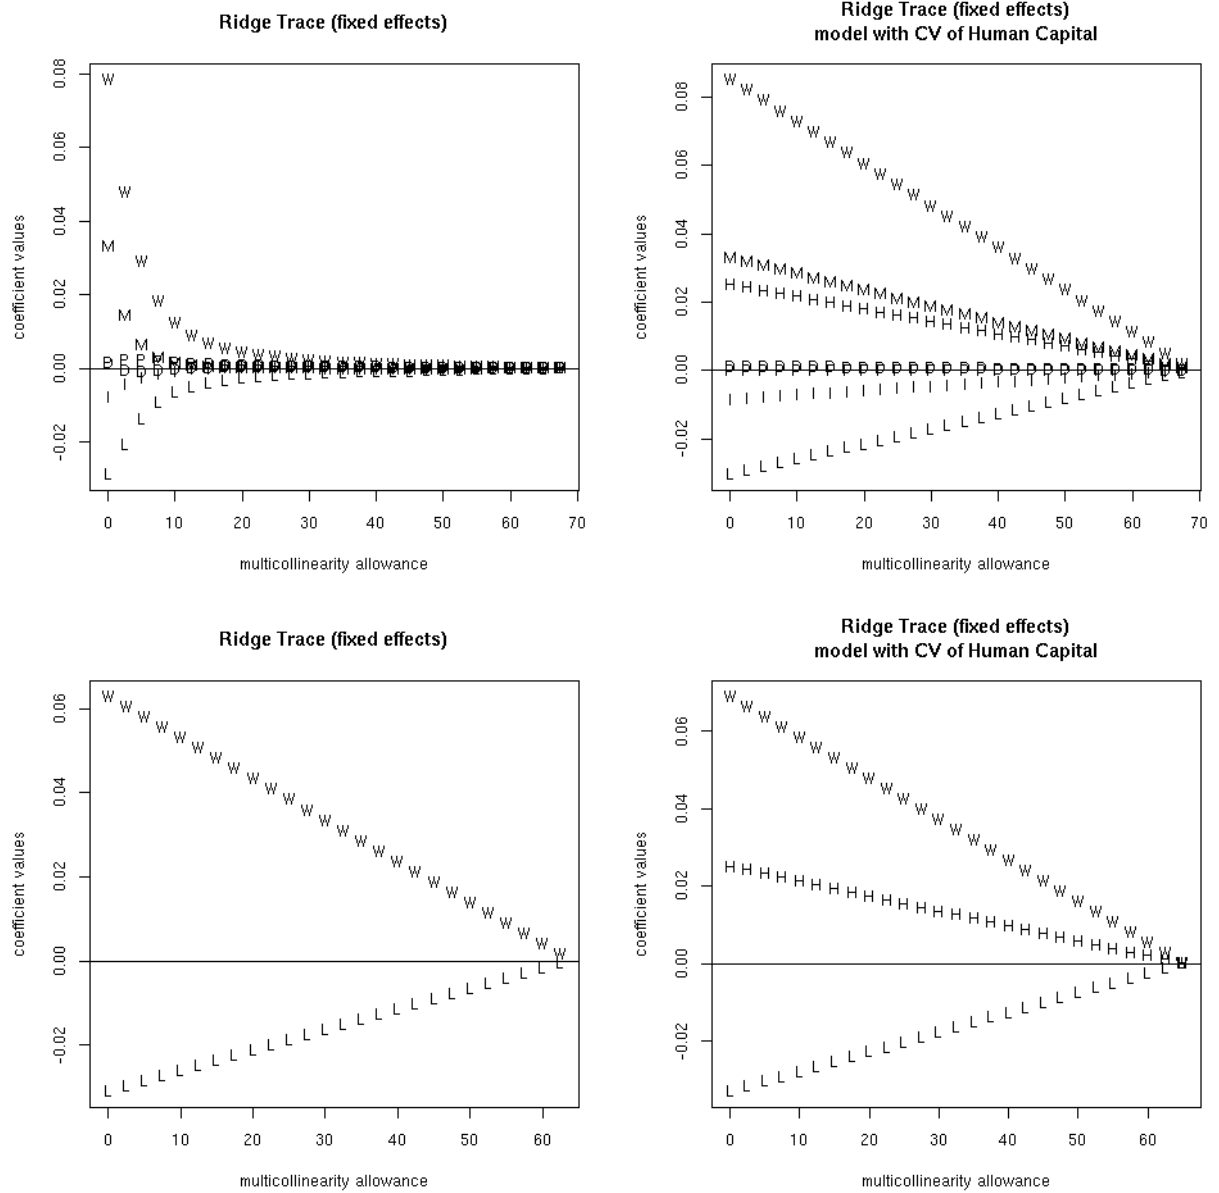 Ridge Trace (fixed effects)
coefficient values
0.08
0.06
0.04
0.02
0.00
-0.02
0 10 20 30 40 50 60 70
multicollinearity allowance
Ridge Trace (fixed effects)
model with CV of Human Capital
coefficient values
0.08
0.06
0.04
0.02
0.00
-0.02
0 10 20 30 40 50 60 70
multicollinearity allowance
Ridge Trace (fixed effects)
coefficient values
0.06
0.04
0.02
0.00
-0.02
0 10 20 30 40 50 60
multicollinearity allowance
Ridge Trace (fixed effects)
model with CV of Human Capital
coefficient values
0.06
0.04
0.02
0.00
-0.02
0 10 20 30 40 50 60
multicollinearity allowance